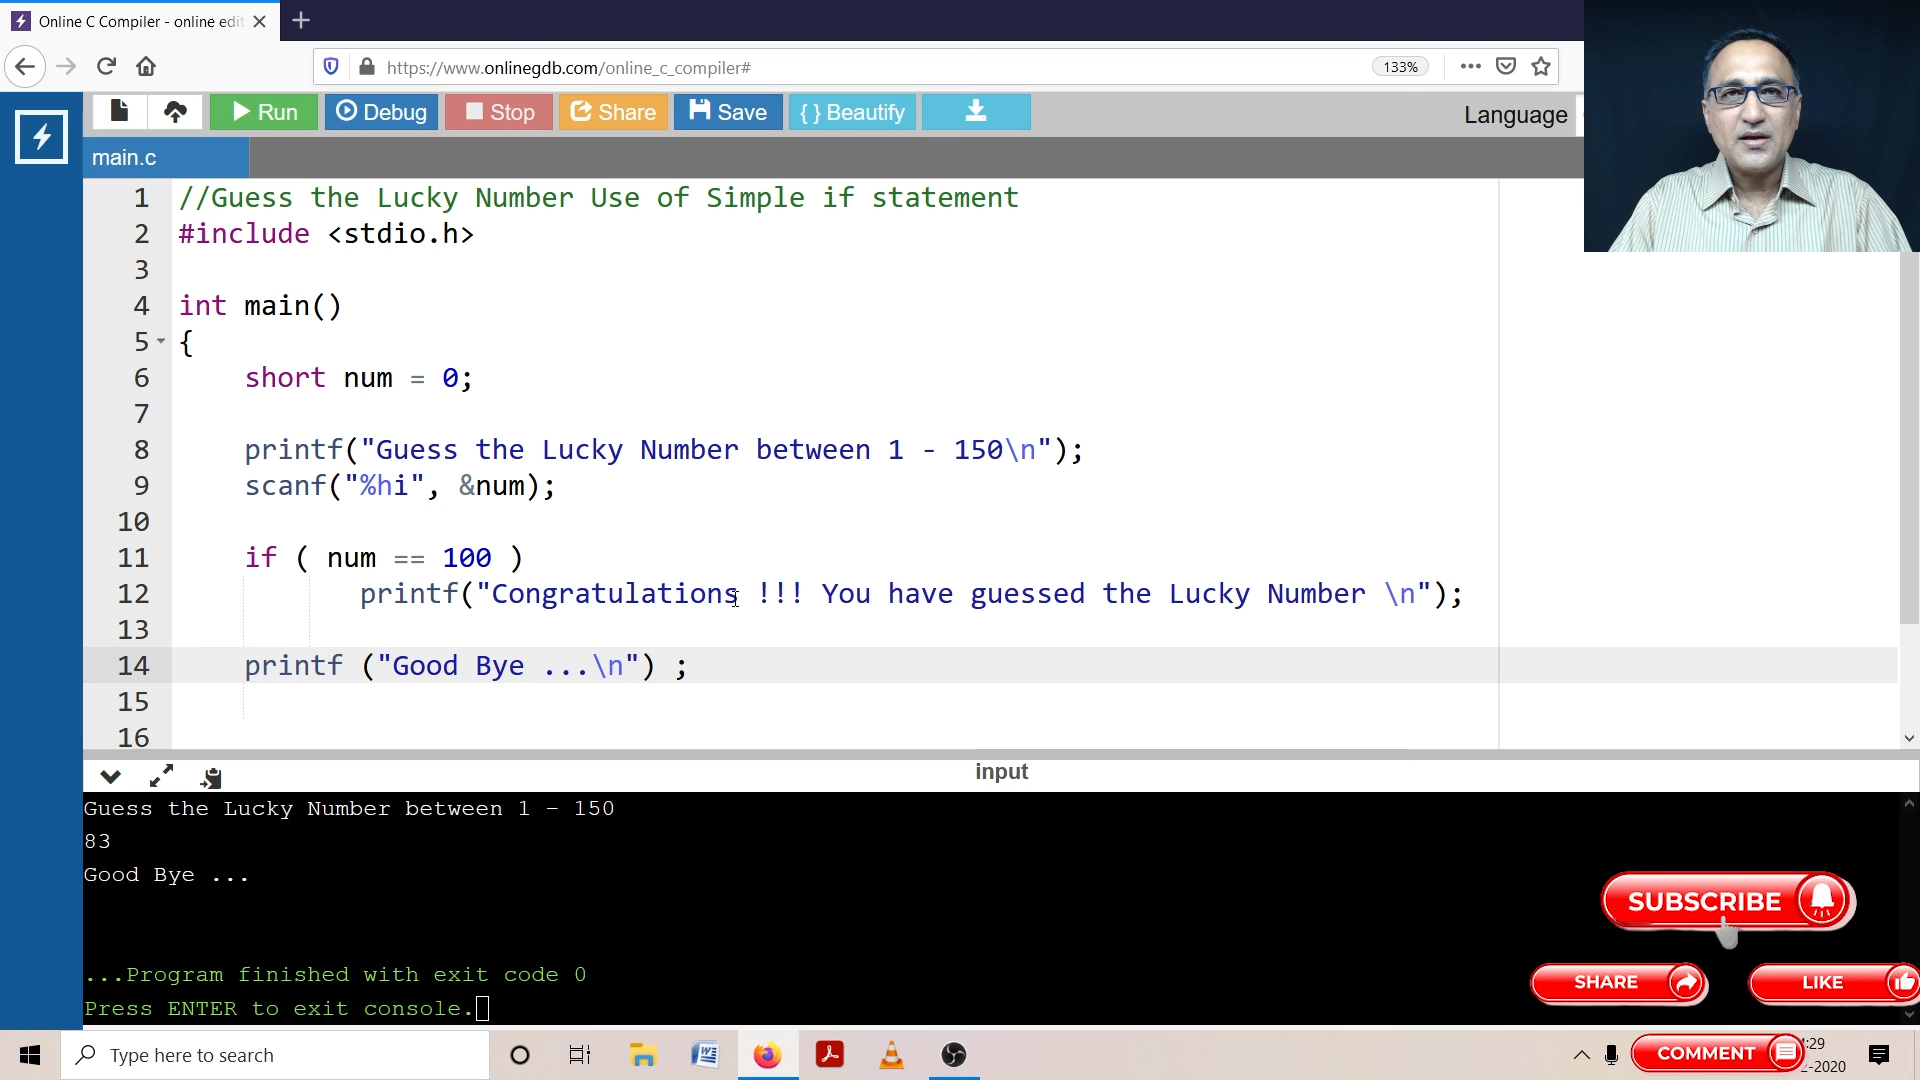 Online C Compiler - online edit
https://www.onlinegdb.com/online_c_compiler#
133%
Run
Debug
Stop
Share
Save
{ } Beautify
Language
main.c
1 //Guess the Lucky Number Use of Simple if statement
2 #include <stdio.h>
3
4 int main()
5 {
6 short num = 0;
7
8 printf("Guess the Lucky Number between 1 - 150\n");
9 scanf("%hi", &num);
10
11 if ( num == 100 )
12 printf("Congratulations !!! You have guessed the Lucky Number \n");
13
14 printf ("Good Bye ...\n") ;
15
16
input
Guess the Lucky Number between 1 - 150
83
Good Bye ...
...Program finished with exit code 0
Press ENTER to exit console.
SUBSCRIBE
SHARE
LIKE
Type here to search
COMMENT
:29
-2020